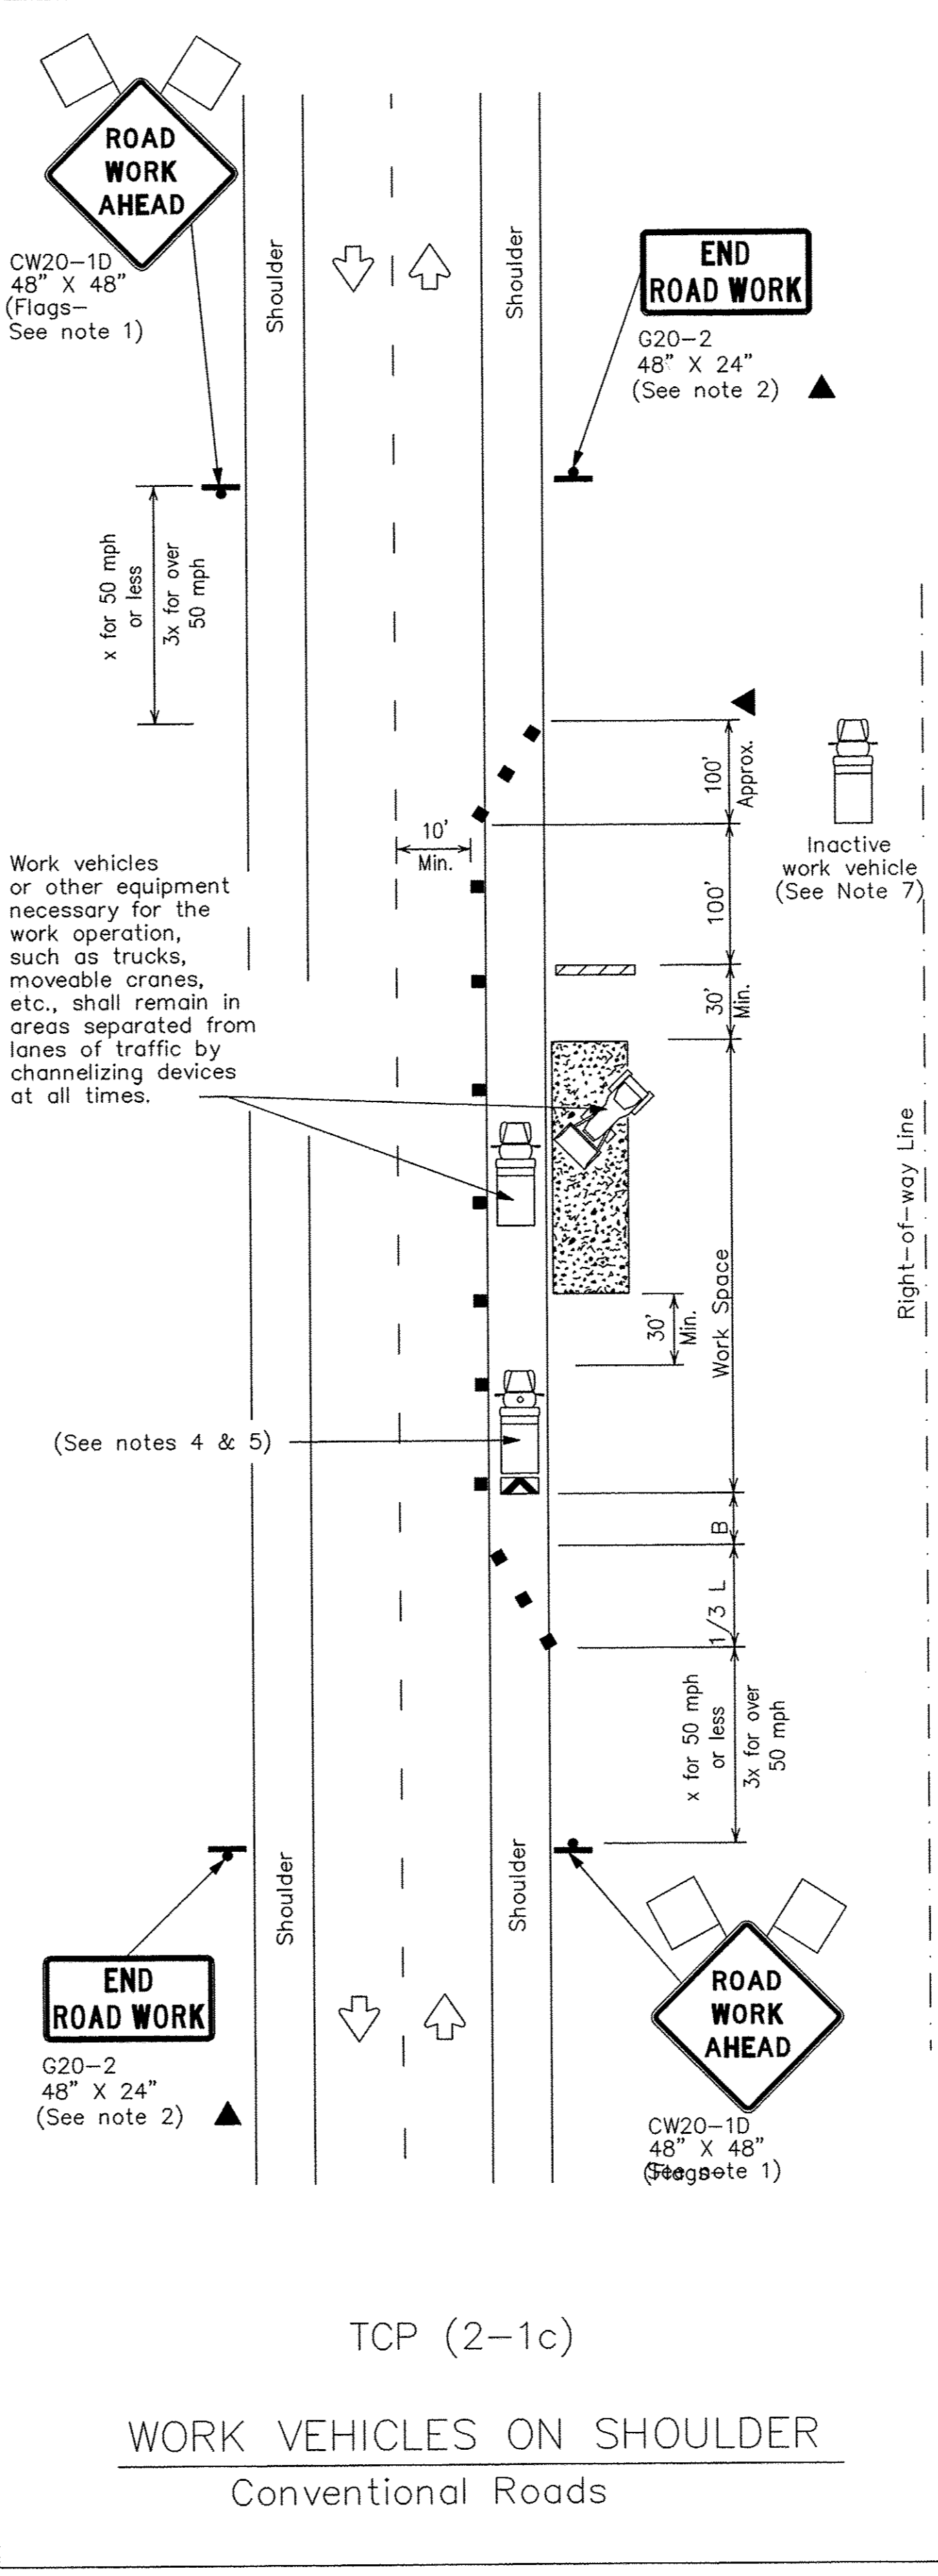 ROAD
WORK
AHEAD
CW20-1D
48" X 48"
(Flags-
See note 1)
Shoulder
Shoulder
END
ROAD WORK
G20-2
48" X 24"
(See note 2)
x for 50 mph
or less
3x for over
50 mph
100'
Approx.
Inactive
work vehicle
(See Note 7)
10'
Min.
100'
30'
Min.
Work vehicles
or other equipment
necessary for the
work operation,
such as trucks,
moveable cranes,
etc., shall remain in
areas separated from
lanes of traffic by
channelizing devices
at all times.
Right-of-way Line
Work Space
30'
Min.
(See notes 4 & 5)
B
1/3 L
x for 50 mph
or less
3x for over
50 mph
Shoulder
Shoulder
END
ROAD WORK
G20-2
48" X 24"
(See note 2)
ROAD
WORK
AHEAD
CW20-1D
48" X 48"
(Flags-
See note 1)
TCP (2-1c)
WORK VEHICLES ON SHOULDER
Conventional Roads